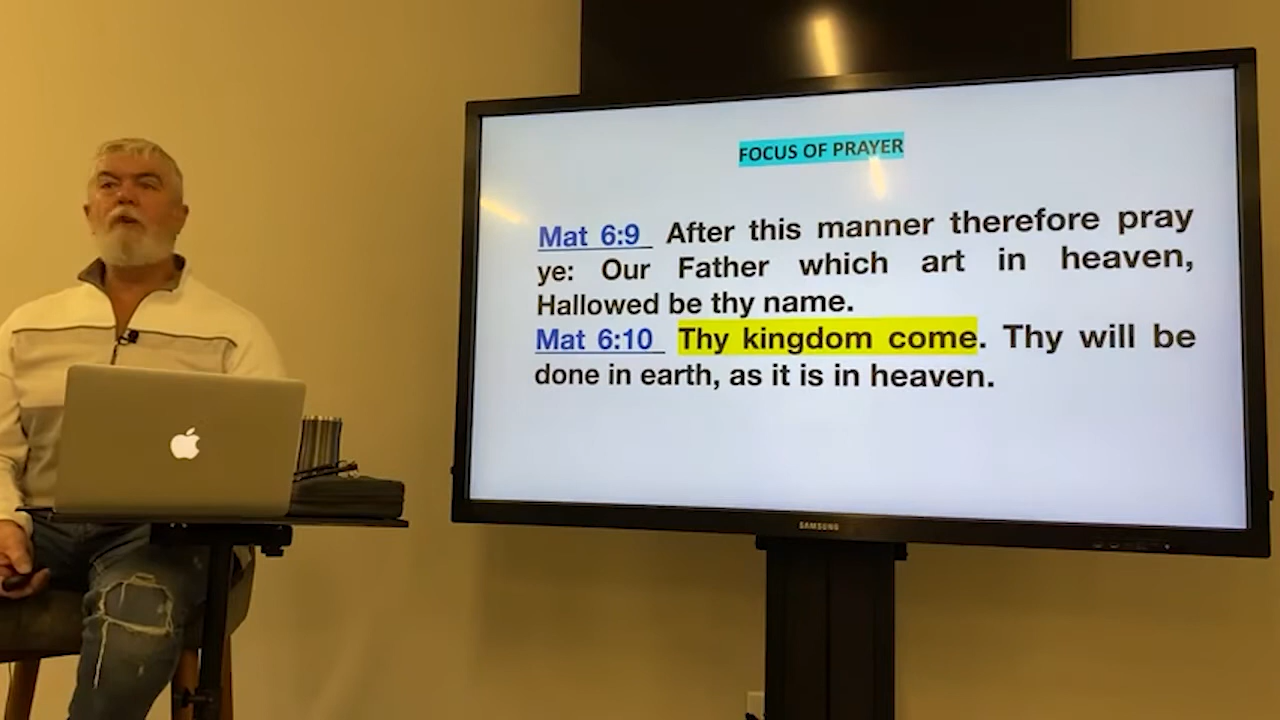 FOCUS OF PRAYER
Mat 6:9 After this manner therefore pray
ye: Our Father which art in heaven,
Hallowed be thy name.
Mat 6:10 Thy kingdom come. Thy will be
done in earth, as it is in heaven.
SAMSUNG